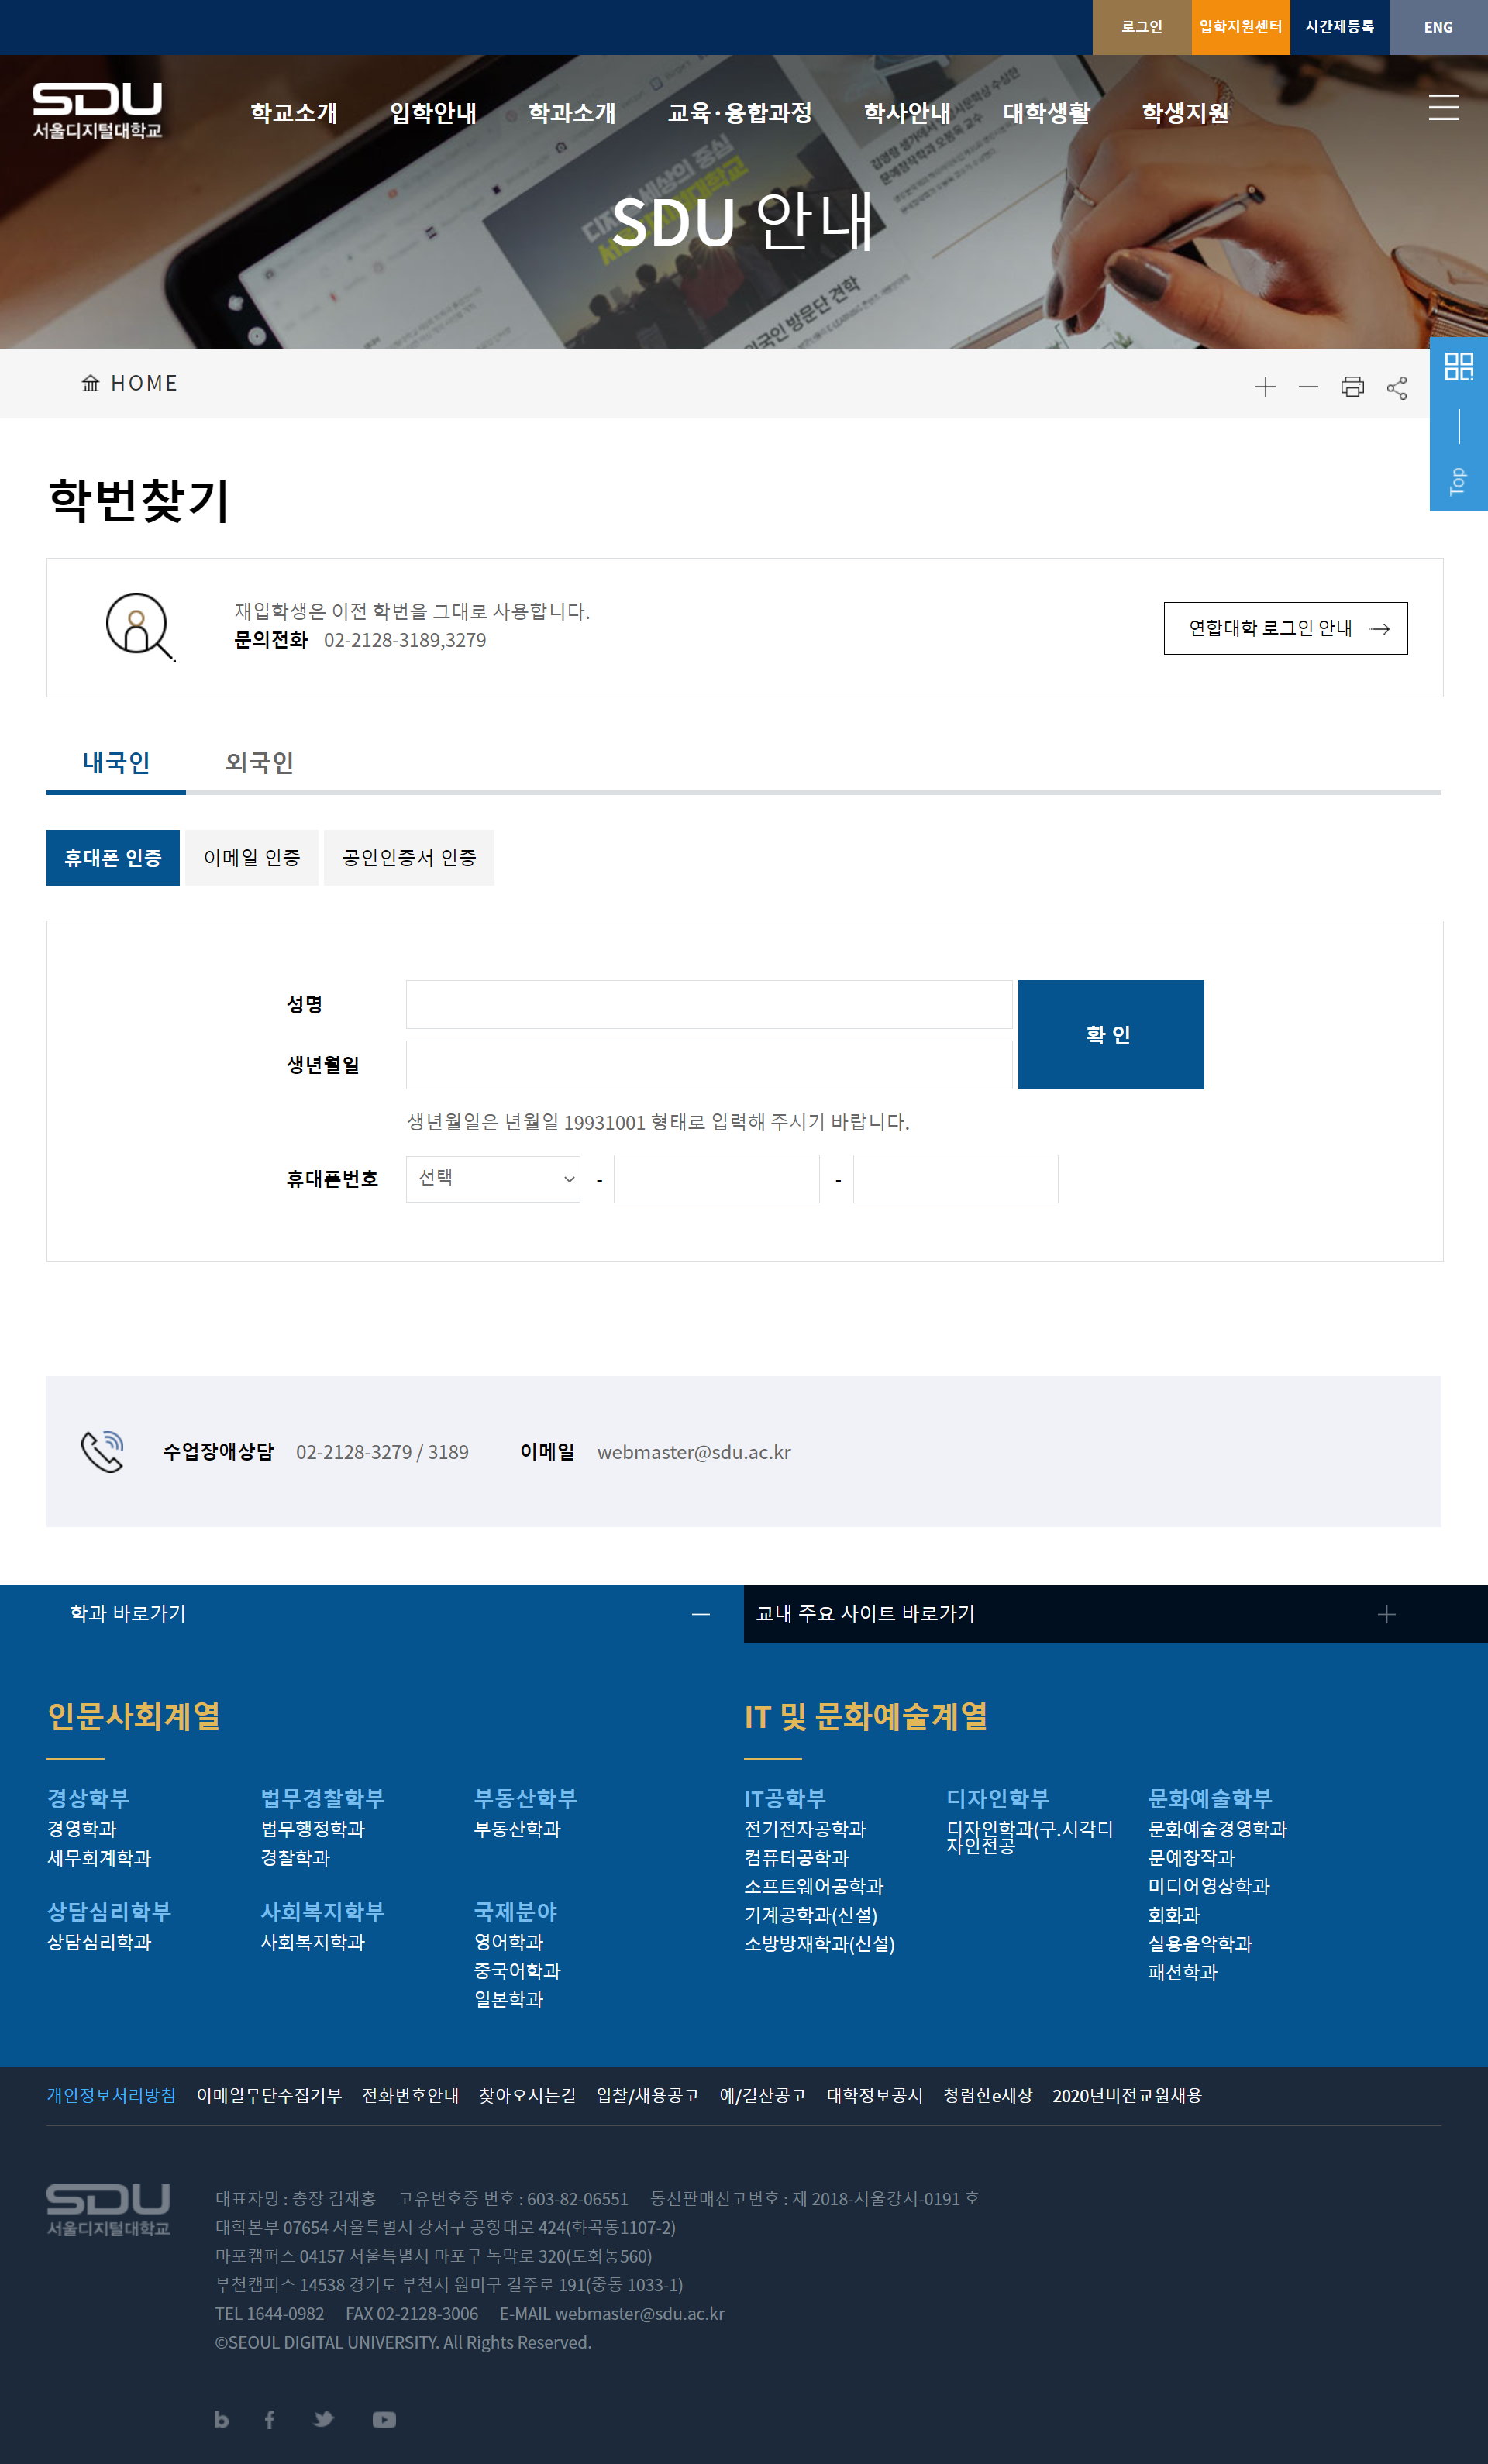 로그인 입학지원센터 시간제등록 ENG
SDU
서울디지털대학교
학교소개 입학안내 학과소개 교육·융합과정 학사안내 대학생활 학생지원
SDU 안내
HOME
Top
학번찾기
재입학생은 이전 학번을 그대로 사용합니다.
문의전화 02-2128-3189,3279
연합대학 로그인 안내
내국인 외국인
휴대폰 인증 이메일 인증 공인인증서 인증
성명
확 인
생년월일
생년월일은 년월일 19931001 형태로 입력해 주시기 바랍니다.
휴대폰번호 선택 - -
수업장애상담 02-2128-3279 / 3189 이메일 webmaster@sdu.ac.kr
학과 바로가기 교내 주요 사이트 바로가기
인문사회계열
경상학부
경영학과
세무회계학과
법무경찰학부
법무행정학과
경찰학과
부동산학부
부동산학과
상담심리학부
상담심리학과
사회복지학부
사회복지학과
국제분야
영어학과
중국어학과
일본학과
IT 및 문화예술계열
IT공학부
전기전자공학과
컴퓨터공학과
소프트웨어공학과
기계공학과(신설)
소방방재학과(신설)
디자인학부
디자인학과(구.시각디
자인전공
문화예술학부
문화예술경영학과
문예창작과
미디어영상학과
회화과
실용음악학과
패션학과
개인정보처리방침 이메일무단수집거부 전화번호안내 찾아오시는길 입찰/채용공고 예/결산공고 대학정보공시 청렴한e세상 2020년비전교원채용
SDU
서울디지털대학교
대표자명 : 총장 김재홍 고유번호증 번호 : 603-82-06551 통신판매신고번호 : 제 2018-서울강서-0191 호
대학본부 07654 서울특별시 강서구 공항대로 424(화곡동1107-2)
마포캠퍼스 04157 서울특별시 마포구 독막로 320(도화동560)
부천캠퍼스 14538 경기도 부천시 원미구 길주로 191(중동 1033-1)
TEL 1644-0982 FAX 02-2128-3006 E-MAIL webmaster@sdu.ac.kr
©SEOUL DIGITAL UNIVERSITY. All Rights Reserved.